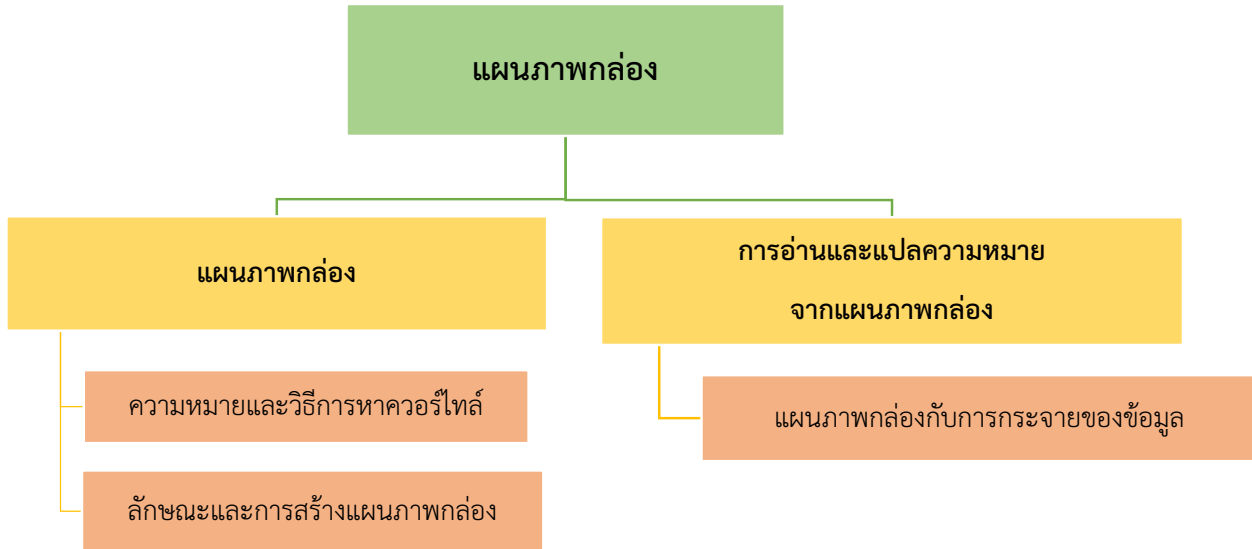 แผนภาพกล่อง
แผนภาพกล่อง
ความหมายและวิธีการหาควอร์ไทล์
ลักษณะและการสร้างแผนภาพกล่อง
การอ่านและแปลความหมาย
จากแผนภาพกล่อง
แผนภาพกล่องกับการกระจายของข้อมูล